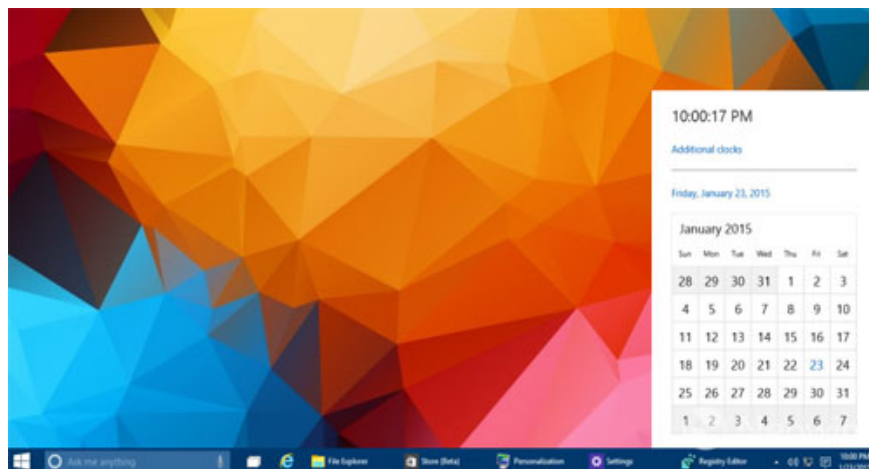 10:00:17 PM
Additional clocks
Friday, January 23, 2015
January 2015
Sun Mon Tue Wed Thu Fri Sat
28 29 30 31 1 2 3
4 5 6 7 8 9 10
11 12 13 14 15 16 17
18 19 20 21 22 23 24
25 26 27 28 29 30 31
1 2 3 4 5 6 7
Ask me anything File Explorer Store (Beta) Personalization Settings Registry Editor 10:00 PM